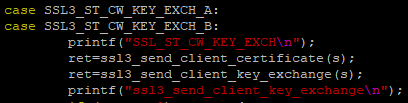 case SSL3_ST_CW_KEY_EXCH_A:
case SSL3_ST_CW_KEY_EXCH_B:
printf("SSL_ST_CW_KEY_EXCH\n");
ret=ssl3_send_client_certificate(s);
ret=ssl3_send_client_key_exchange(s);
printf("ssl3_send_client_key_exchange\n");